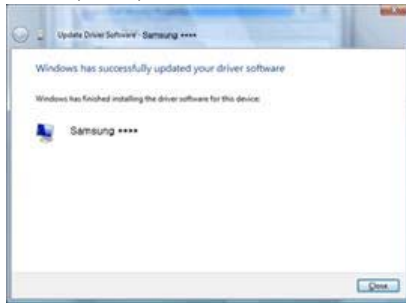 Update Driver Software - Samsung ••••
Windows has successfully updated your driver software
Windows has finished installing the driver software for this device:
Samsung ••••
Close